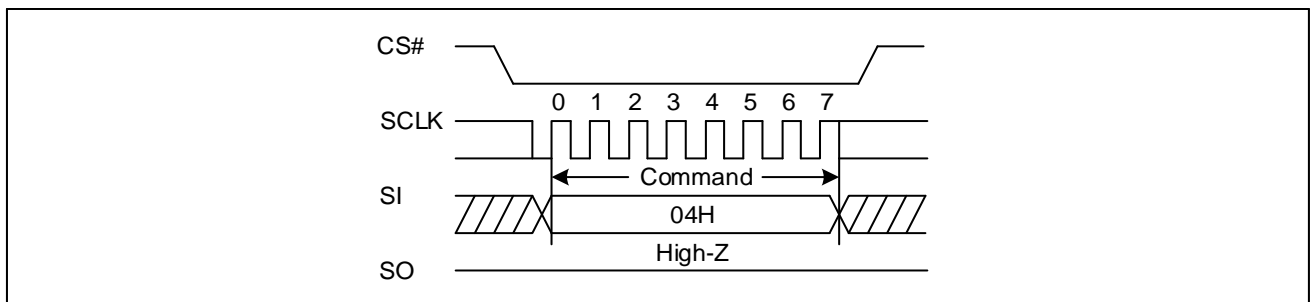 CS#
0 1 2 3 4 5 6 7
SCLK
Command
SI
04H
High-Z
SO